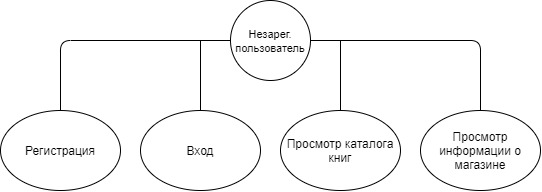 Незарег.
пользователь
Регистрация
Вход
Просмотр каталога
книг
Просмотр
информации о
магазине